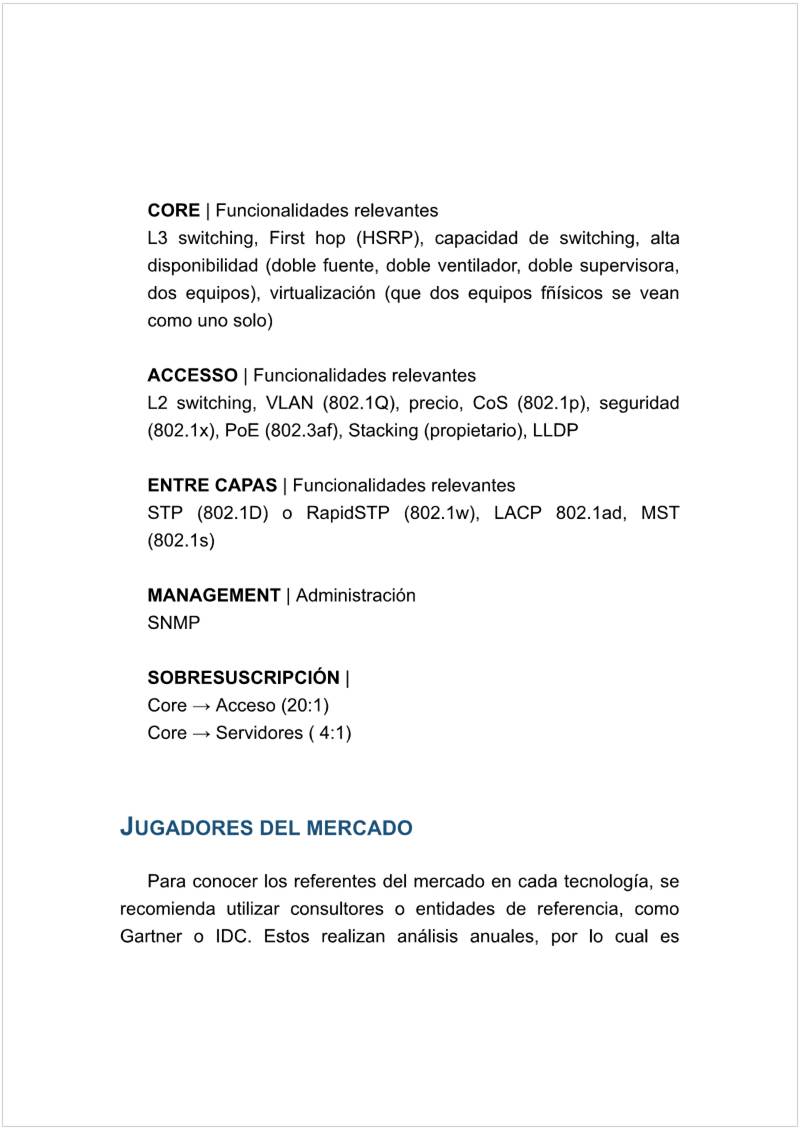 CORE | Funcionalidades relevantes
L3 switching, First hop (HSRP), capacidad de switching, alta
disponibilidad (doble fuente, doble ventilador, doble supervisora,
dos equipos), virtualización (que dos equipos fñísicos se vean
como uno solo)
ACCESSO | Funcionalidades relevantes
L2 switching, VLAN (802.1Q), precio, CoS (802.1p), seguridad
(802.1x), PoE (802.3af), Stacking (propietario), LLDP
ENTRE CAPAS | Funcionalidades relevantes
STP (802.1D) o RapidSTP (802.1w), LACP 802.1ad, MST
(802.1s)
MANAGEMENT | Administración
SNMP
SOBRESUSCRIPCIÓN |
Core → Acceso (20:1)
Core → Servidores ( 4:1)
JUGADORES DEL MERCADO
Para conocer los referentes del mercado en cada tecnología, se
recomienda utilizar consultores o entidades de referencia, como
Gartner o IDC. Estos realizan análisis anuales, por lo cual es